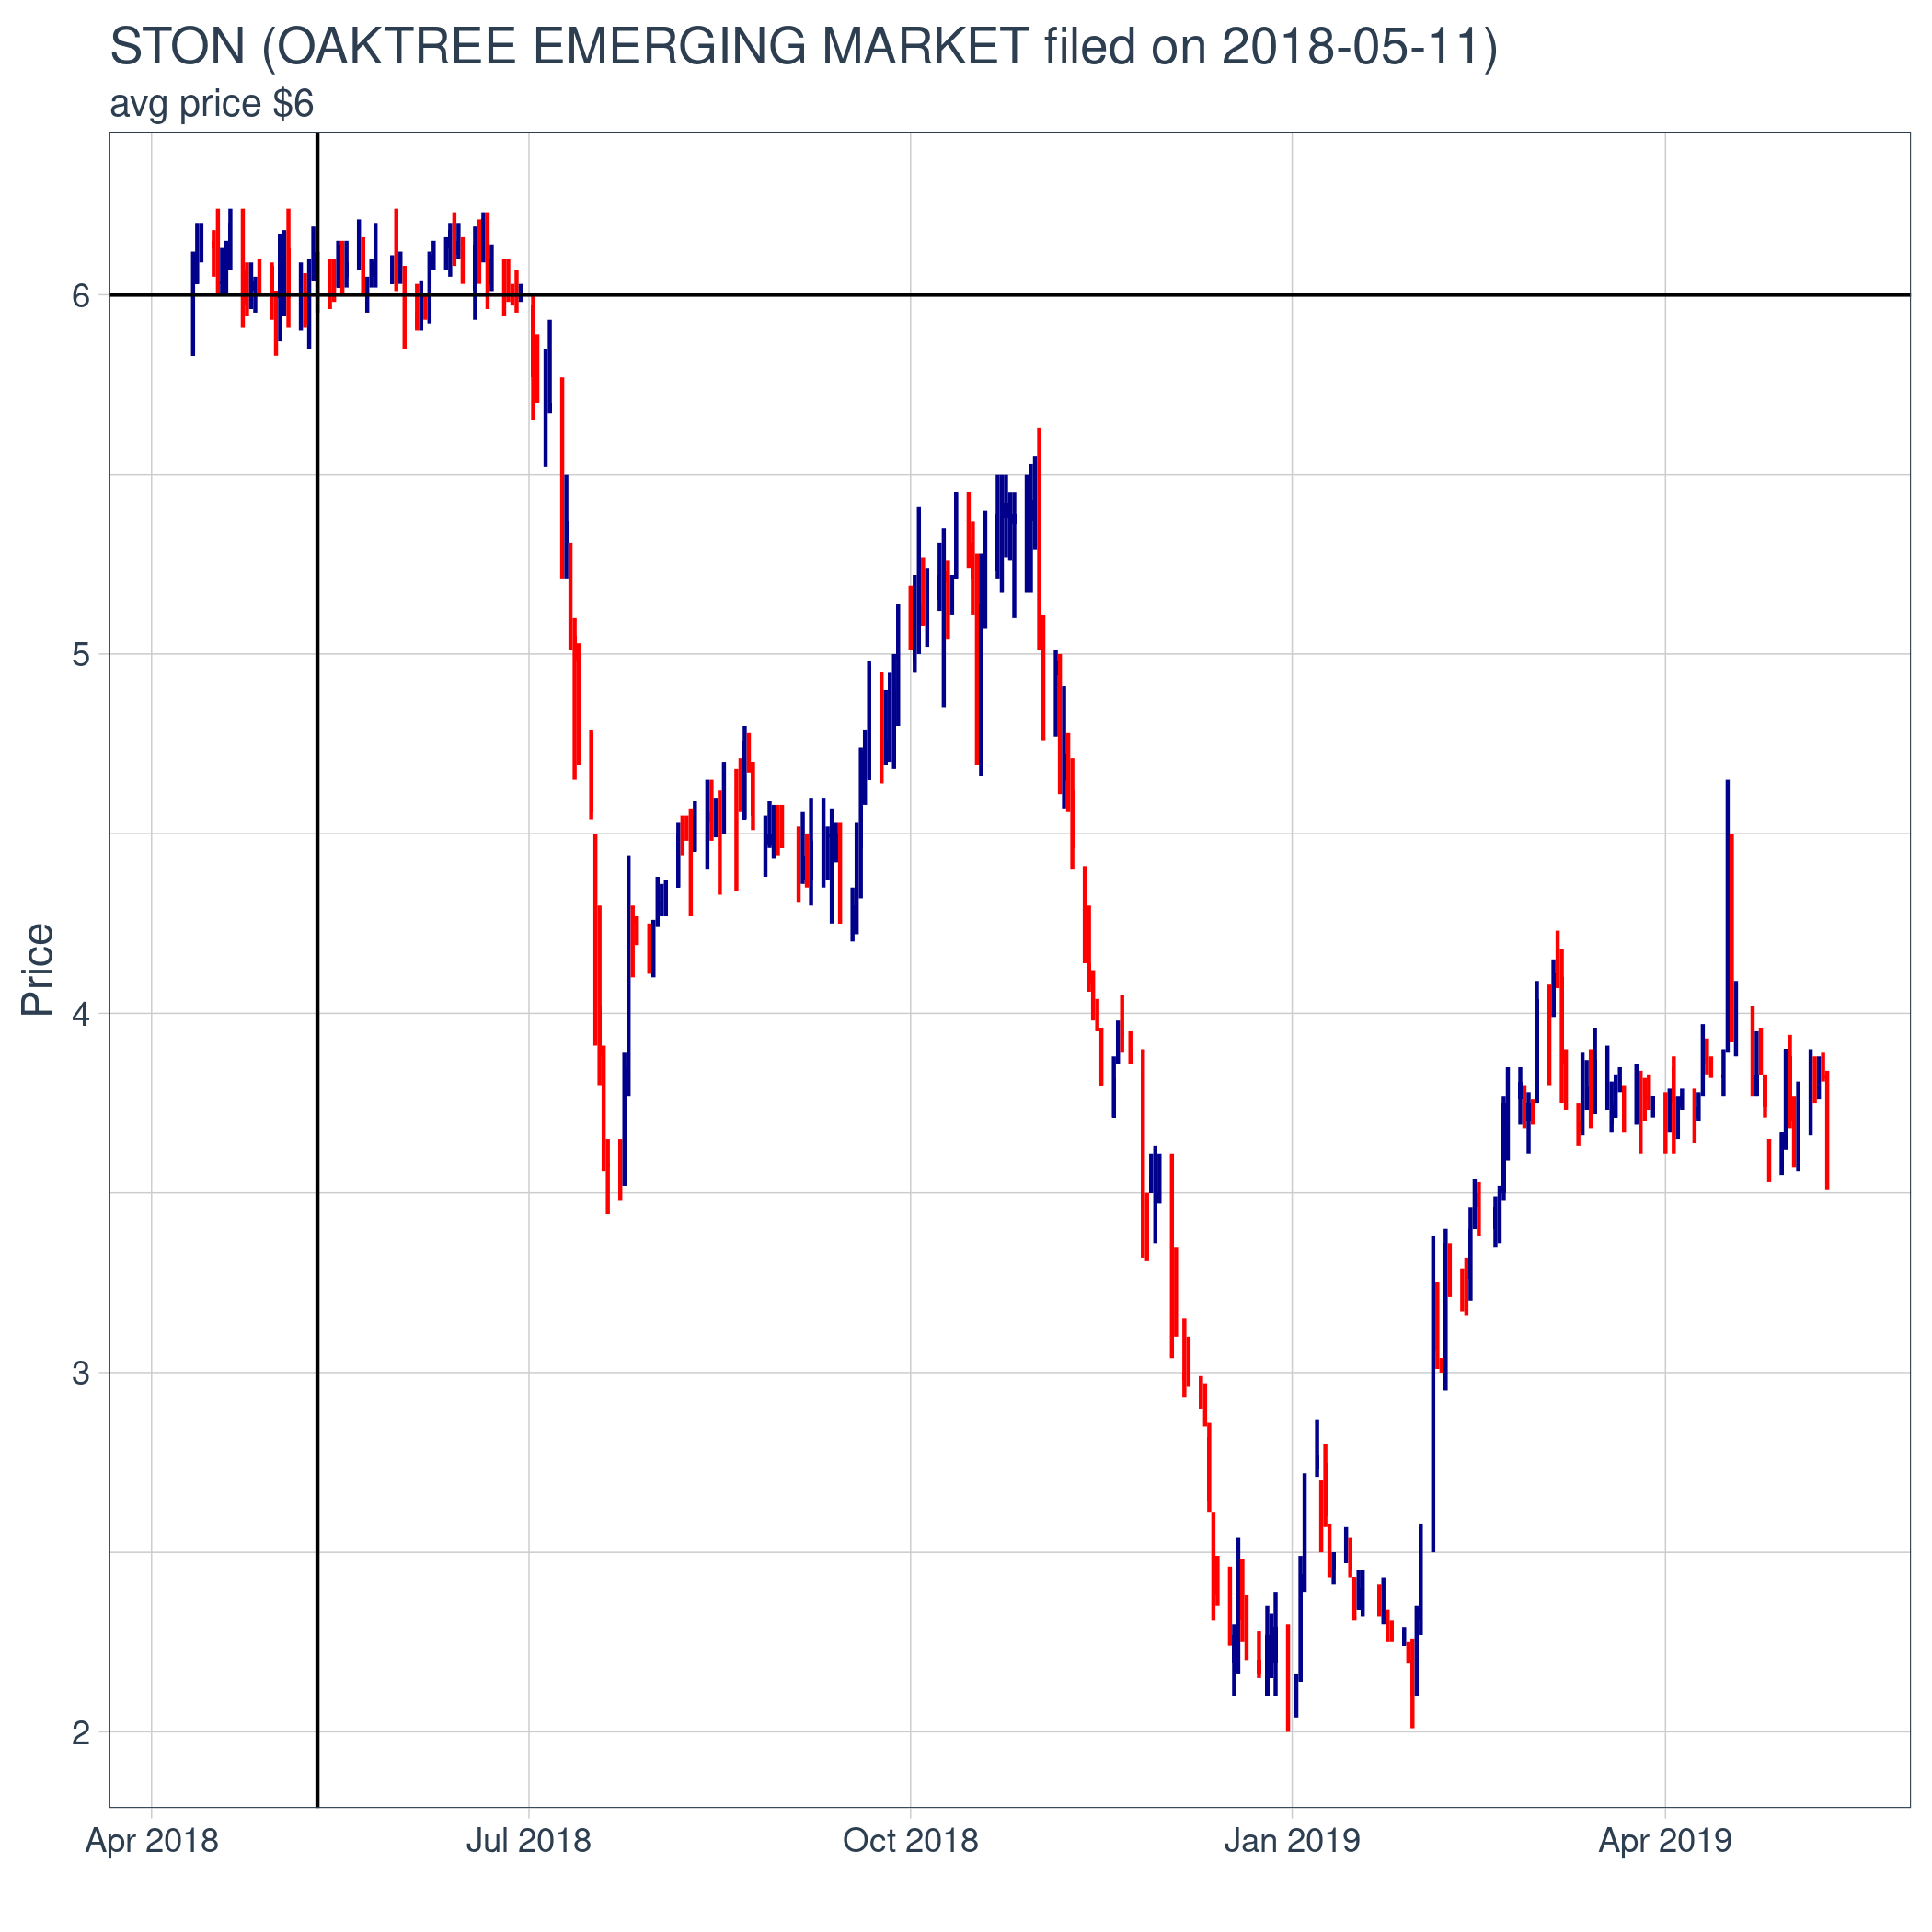 STON (OAKTREE EMERGING MARKET filed on 2018-05-11)
avg price $6
Price
6
5
4
3
2
Apr 2018
Jul 2018
Oct 2018
Jan 2019
Apr 2019